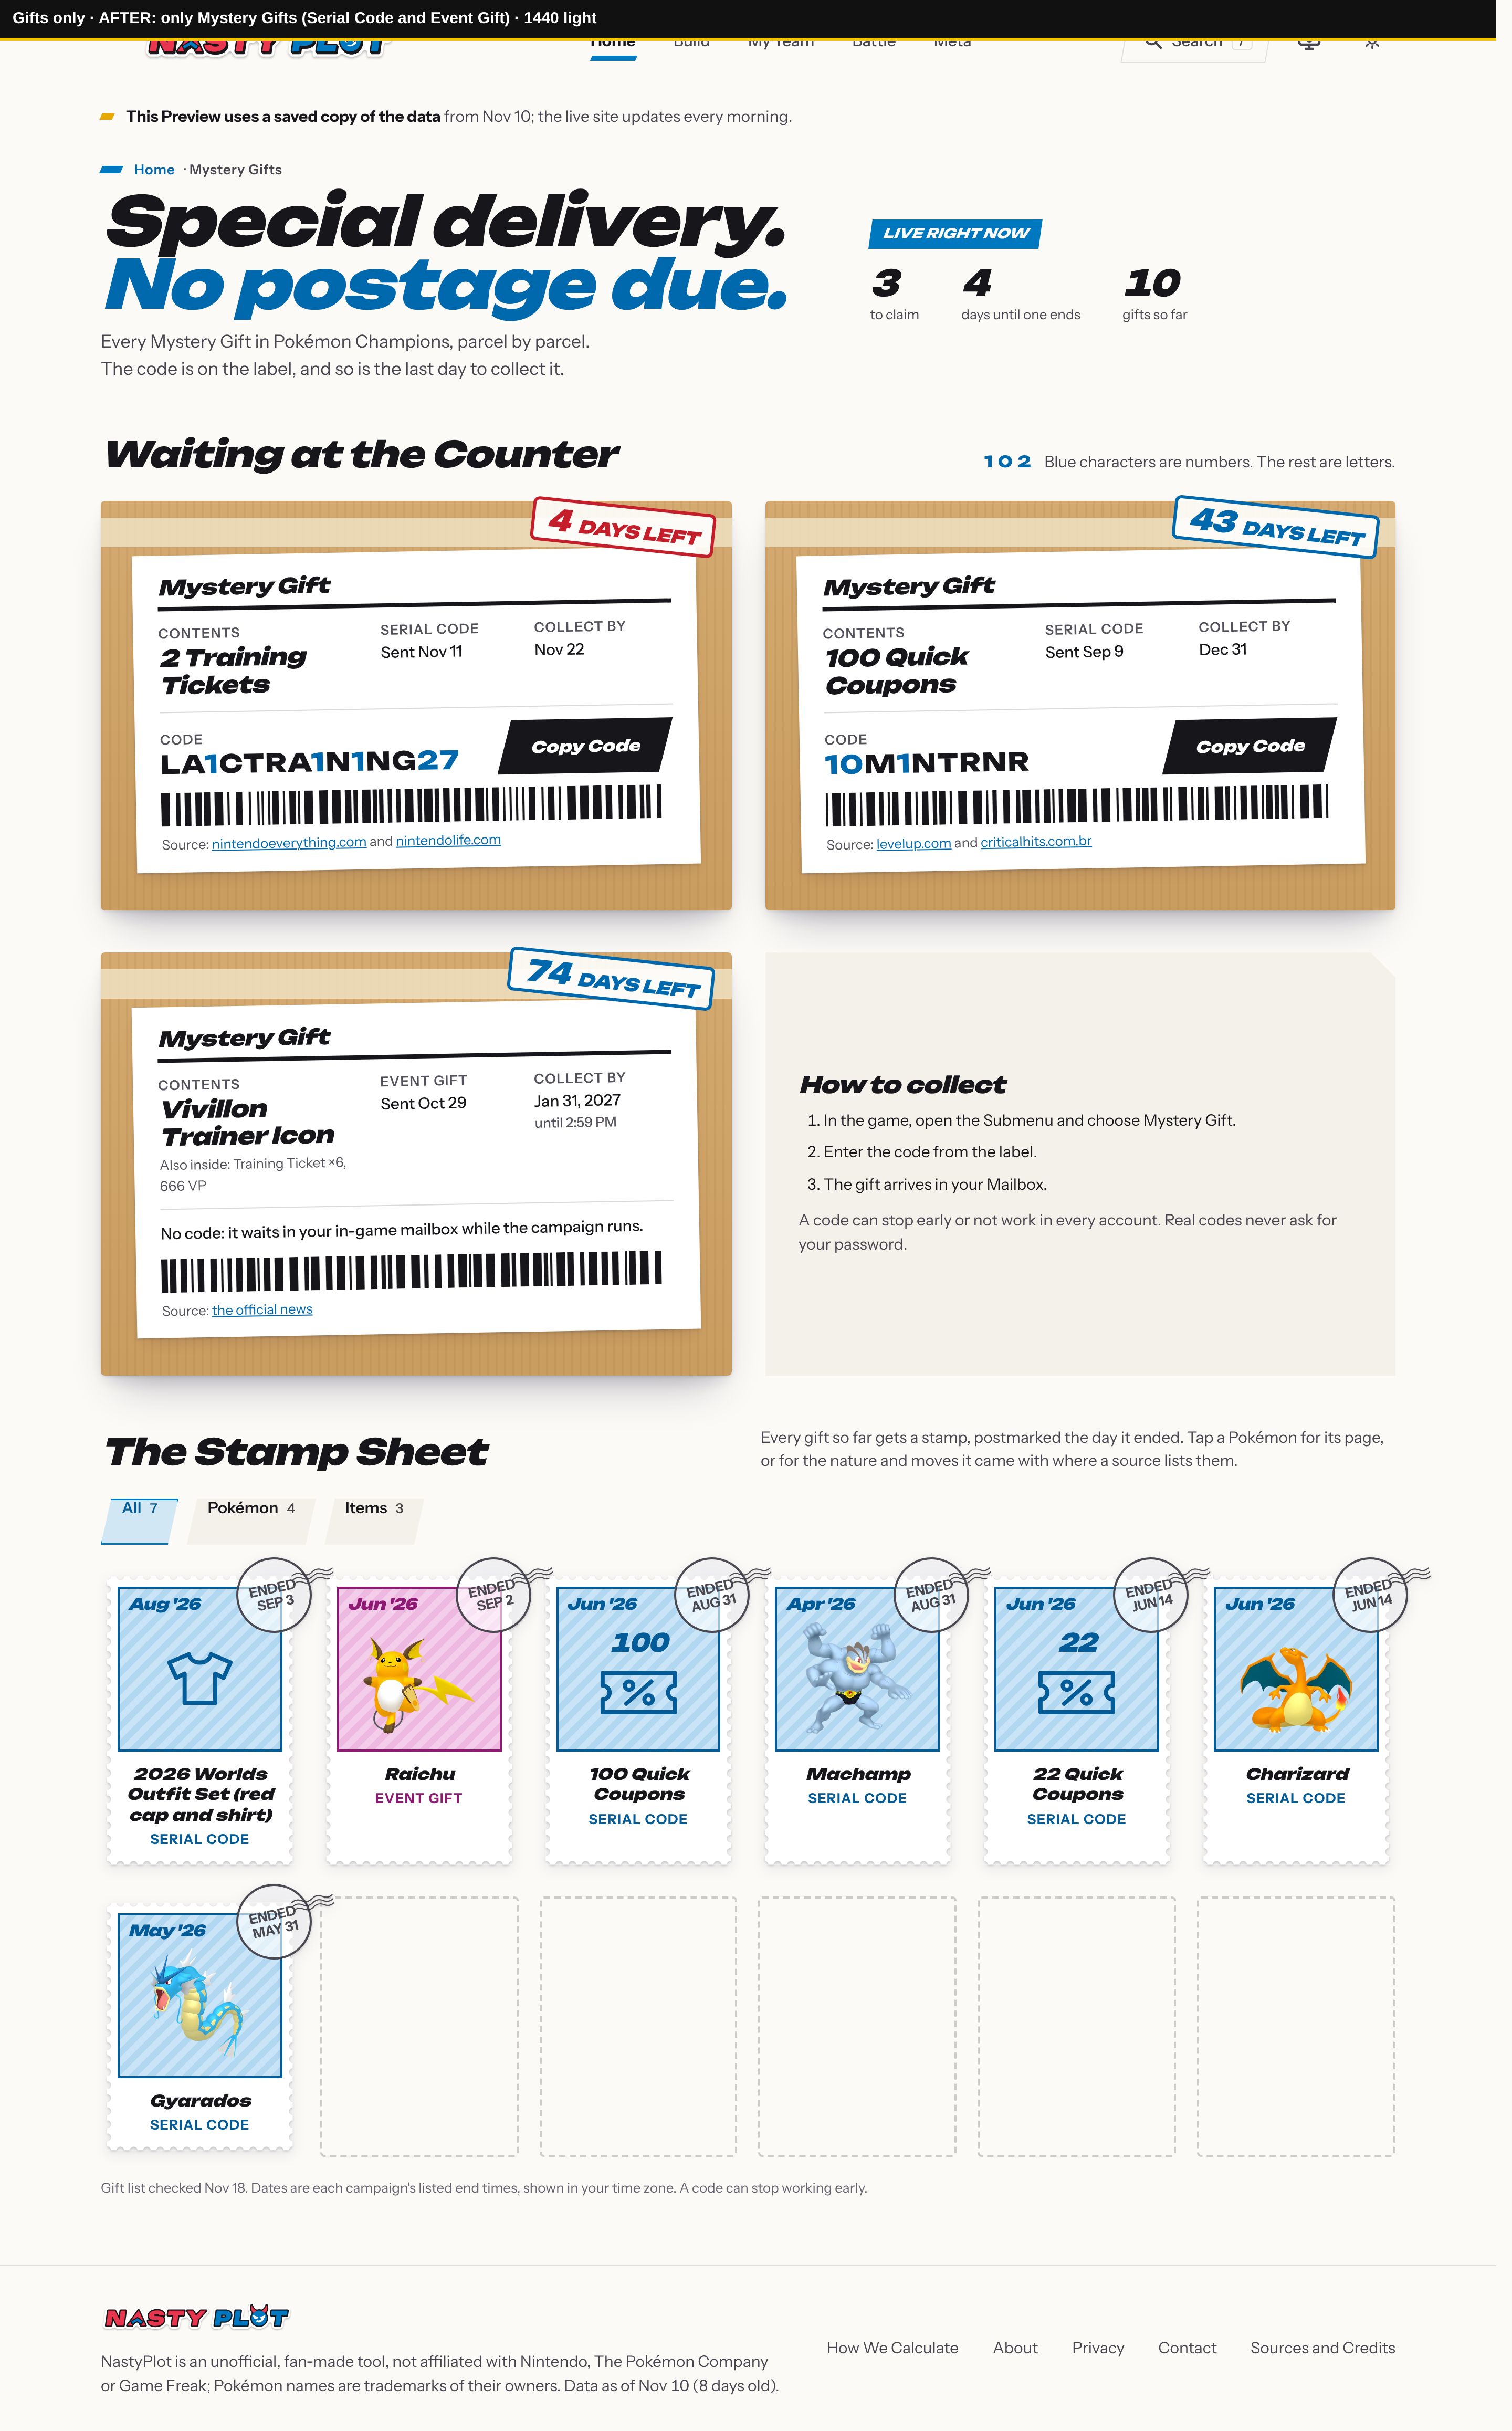 Gifts only · AFTER: only Mystery Gifts (Serial Code and Event Gift) · 1440 light
NASTY PLOT
Home Build My Team Battle Meta Search /
This Preview uses a saved copy of the data from Nov 10; the live site updates every morning.
Home · Mystery Gifts
Special delivery.
No postage due.
Every Mystery Gift in Pokémon Champions, parcel by parcel.
The code is on the label, and so is the last day to collect it.
LIVE RIGHT NOW
3 4 10
to claim days until one ends gifts so far
Waiting at the Counter
1 0 2 Blue characters are numbers. The rest are letters.
4 DAYS LEFT
Mystery Gift
CONTENTS SERIAL CODE COLLECT BY
2 Training Tickets
Sent Nov 11
Nov 22
CODE
LA1CTRA1N1NG27
Copy Code
Source: nintendoeverything.com and nintendolife.com
43 DAYS LEFT
Mystery Gift
CONTENTS SERIAL CODE COLLECT BY
100 Quick Coupons
Sent Sep 9
Dec 31
CODE
10M1NTRNR
Copy Code
Source: levelup.com and criticalhits.com.br
74 DAYS LEFT
Mystery Gift
CONTENTS EVENT GIFT COLLECT BY
Vivillon
Trainer Icon
Sent Oct 29
Jan 31, 2027
until 2:59 PM
Also inside: Training Ticket ×6,
666 VP
No code: it waits in your in-game mailbox while the campaign runs.
Source: the official news
How to collect
1. In the game, open the Submenu and choose Mystery Gift.
2. Enter the code from the label.
3. The gift arrives in your Mailbox.
A code can stop early or not work in every account. Real codes never ask for
your password.
The Stamp Sheet
Every gift so far gets a stamp, postmarked the day it ended. Tap a Pokémon for its page,
or for the nature and moves it came with where a source lists them.
All 7 Pokémon 4 Items 3
Aug '26
ENDED
SEP 3
2026 Worlds
Outfit Set (red
cap and shirt)
SERIAL CODE
Jun '26
ENDED
SEP 2
Raichu
EVENT GIFT
Jun '26
ENDED
AUG 31
100
100 Quick
Coupons
SERIAL CODE
Apr '26
ENDED
AUG 31
Machamp
SERIAL CODE
Jun '26
ENDED
JUN 14
22
22 Quick
Coupons
SERIAL CODE
Jun '26
ENDED
JUN 14
Charizard
SERIAL CODE
May '26
ENDED
MAY 31
Gyarados
SERIAL CODE
Gift list checked Nov 18. Dates are each campaign's listed end times, shown in your time zone. A code can stop working early.
NASTY PLOT
NastyPlot is an unofficial, fan-made tool, not affiliated with Nintendo, The Pokémon Company
or Game Freak; Pokémon names are trademarks of their owners. Data as of Nov 10 (8 days old).
How We Calculate About Privacy Contact Sources and Credits